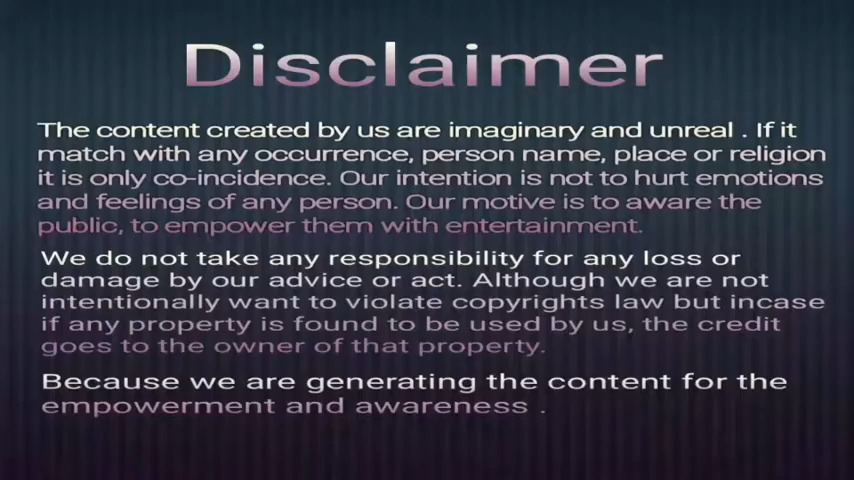 Disclaimer
The content created by us are imaginary and unreal . If it
match with any occurrence, person name, place or religion
it is only co-incidence. Our intention is not to hurt emotions
and feelings of any person. Our motive is to aware the
public, to empower them with entertainment.
We do not take any responsibility for any loss or
damage by our advice or act. Although we are not
intentionally want to violate copyrights law but incase
if any property is found to be used by us, the credit
goes to the owner of that property.
Because we are generating the content for the
empowerment and awareness .